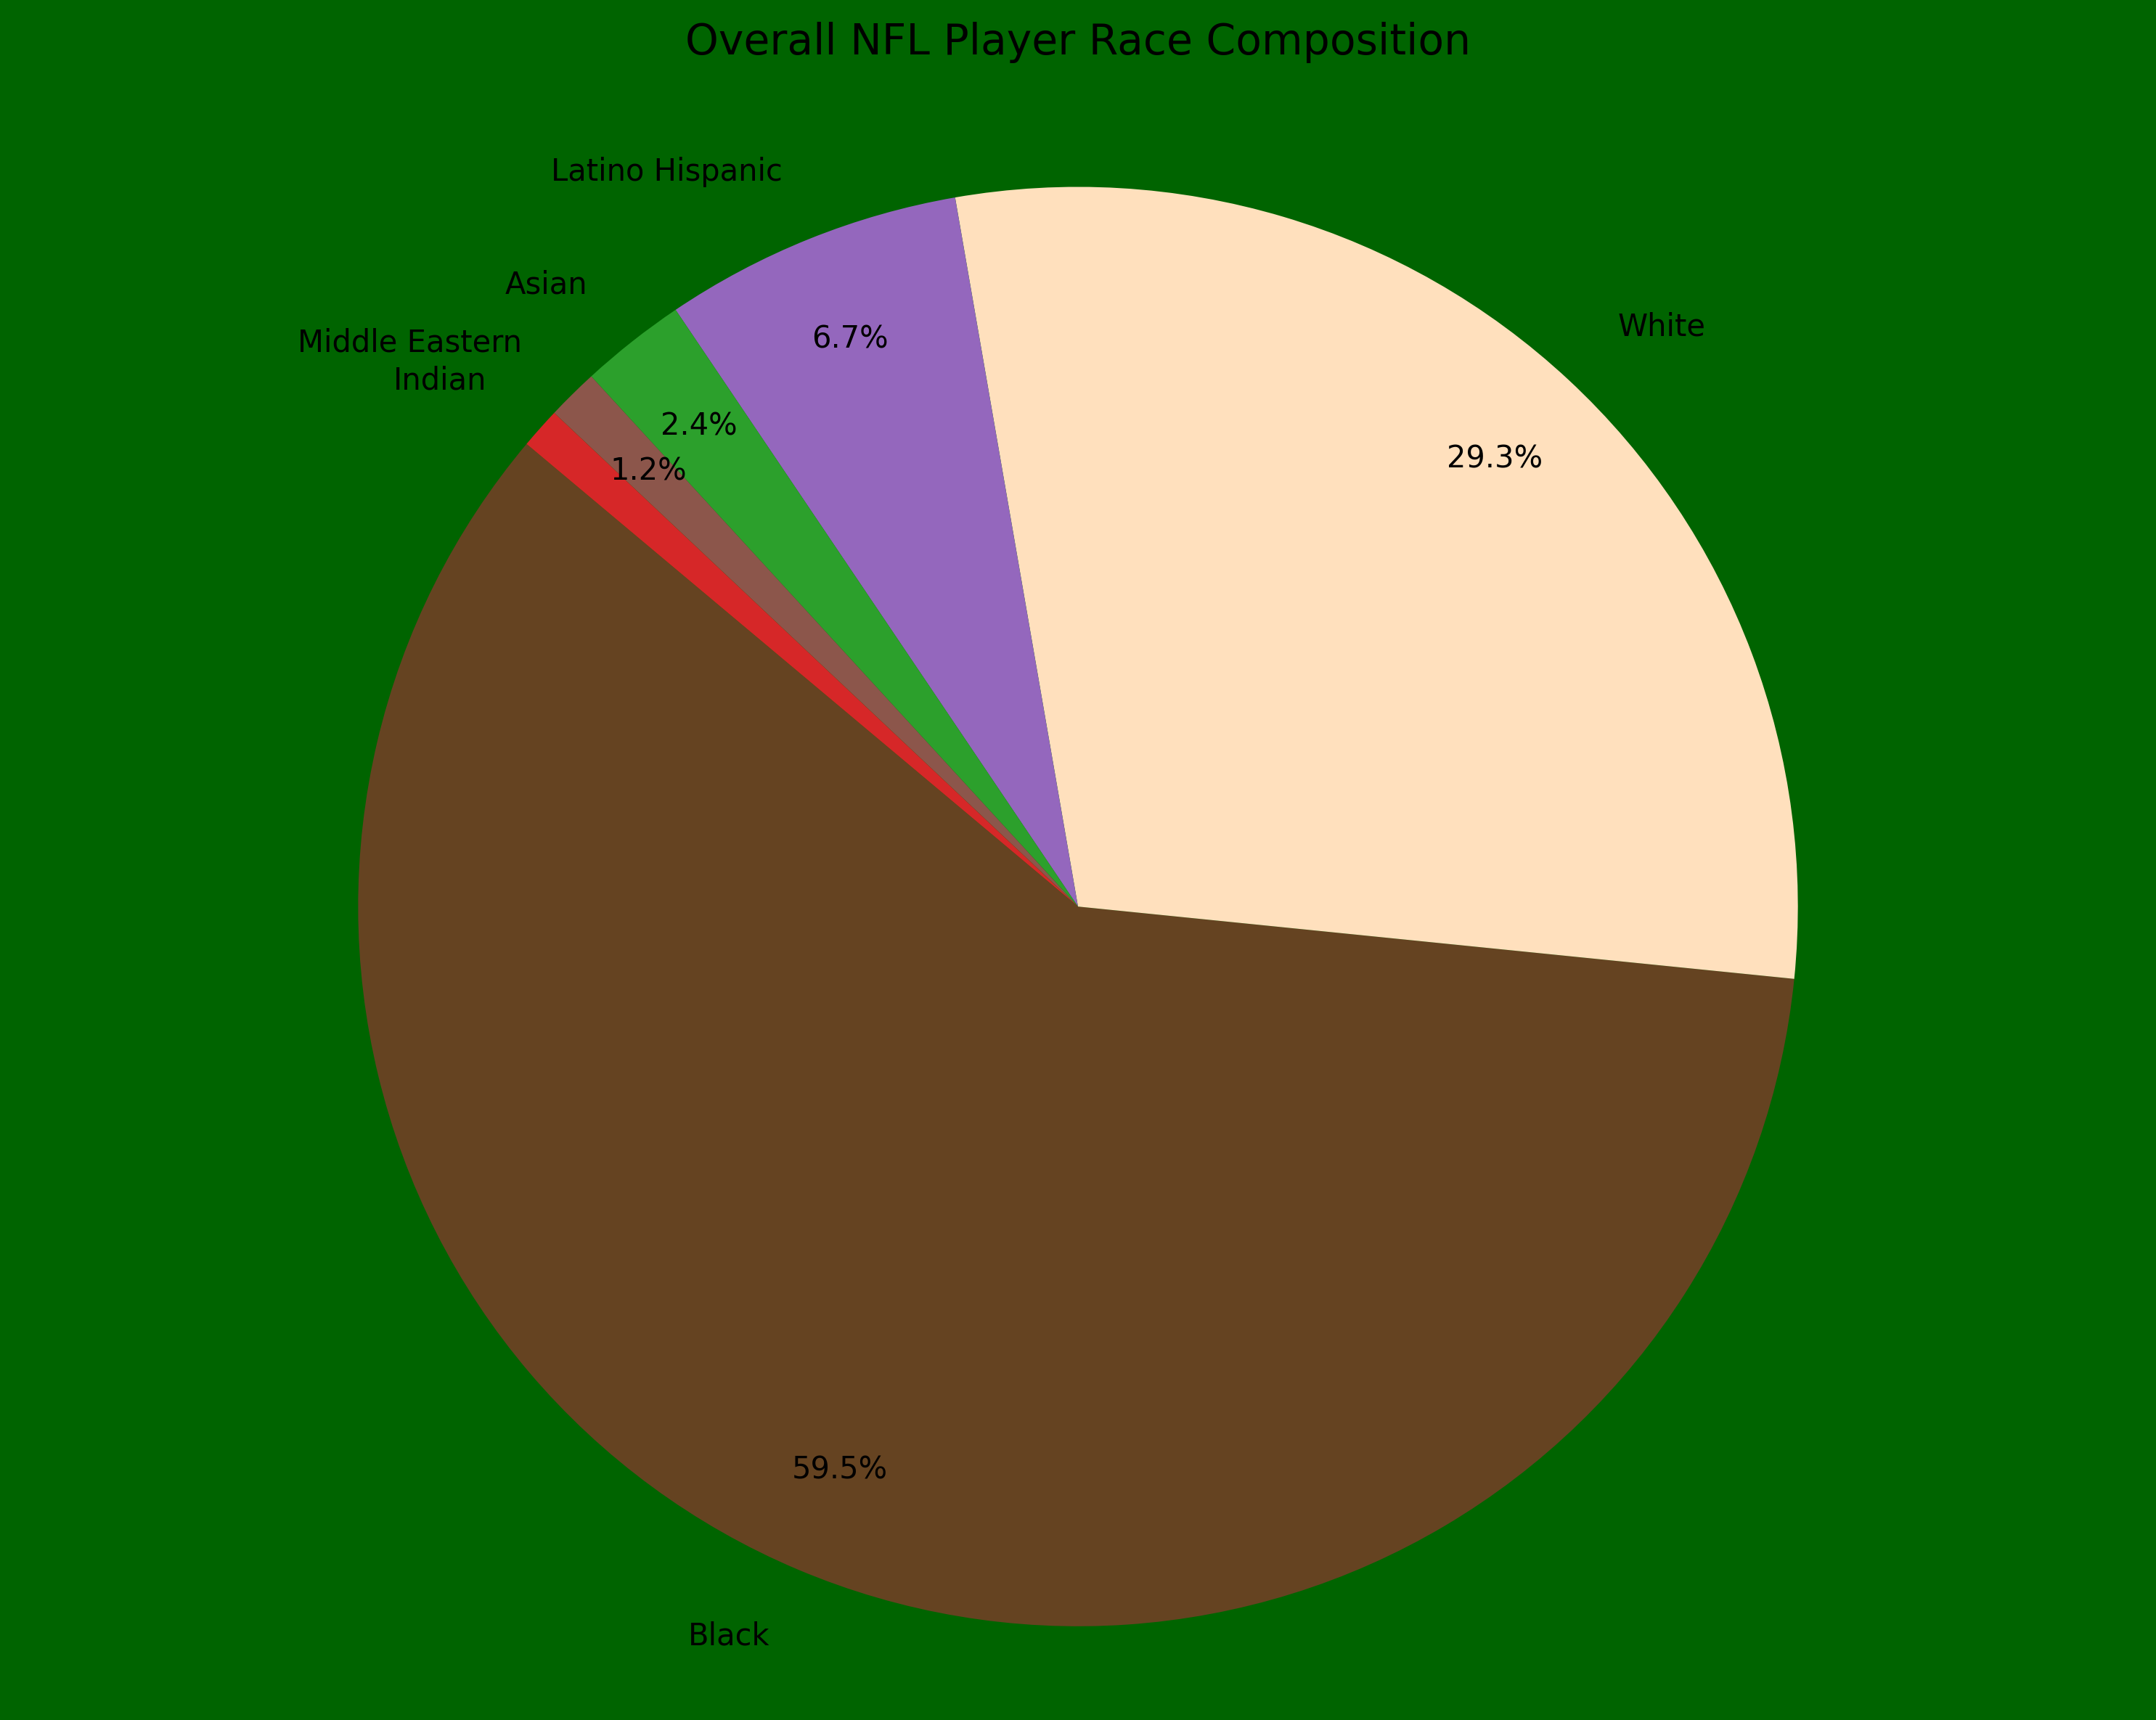 Overall NFL Player Race Composition
Latino Hispanic
Asian
Middle Eastern
Indian
White
6.7%
2.4%
1.2%
29.3%
59.5%
Black